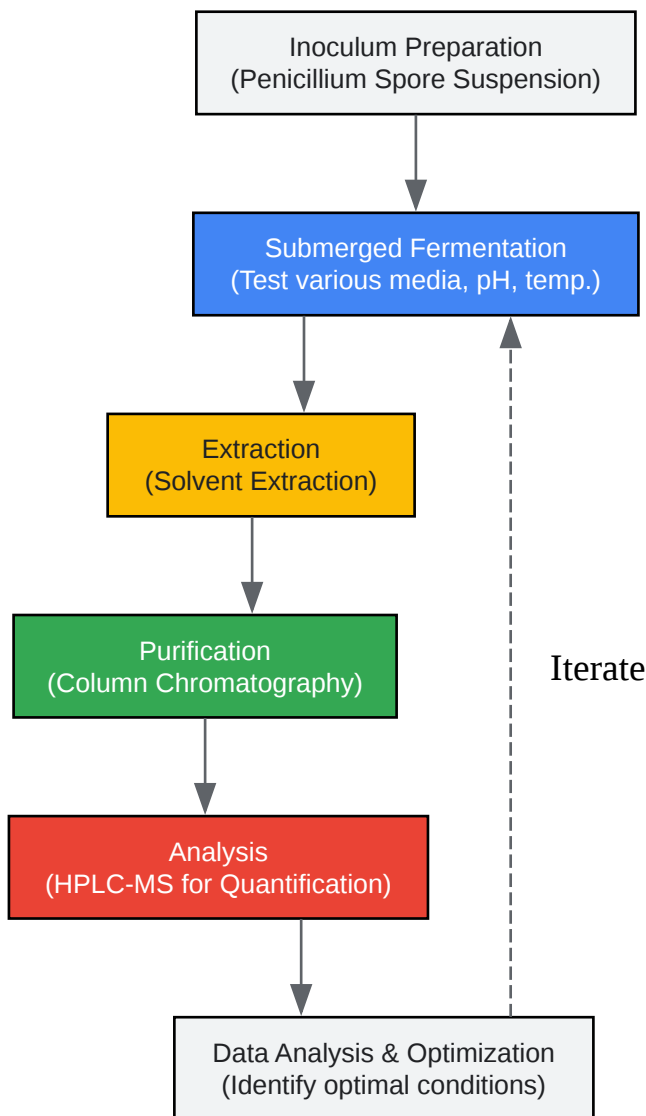 Inoculum Preparation
(Penicillium Spore Suspension)
Submerged Fermentation
(Test various media, pH, temp.)
Extraction
(Solvent Extraction)
Purification
(Column Chromatography)
Iterate
Analysis
(HPLC-MS for Quantification)
Data Analysis & Optimization
(Identify optimal conditions)